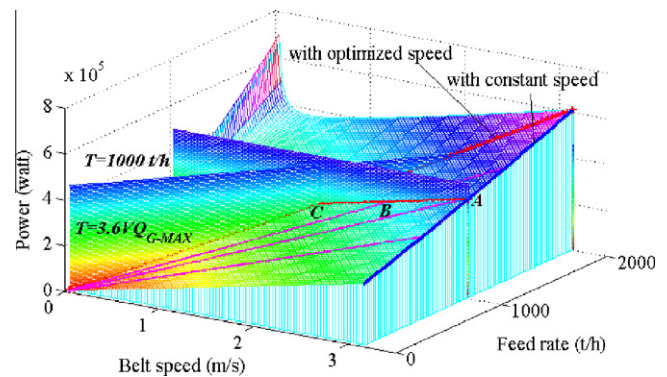 with optimized speed
with constant speed
x 10^5
8
6
4
2
0
Power (watt)
T=1000 t/h
T=3.6VQ_{G-MAX}
C
B
A
0
1
2
3
Belt speed (m/s)
0
1000
2000
Feed rate (t/h)